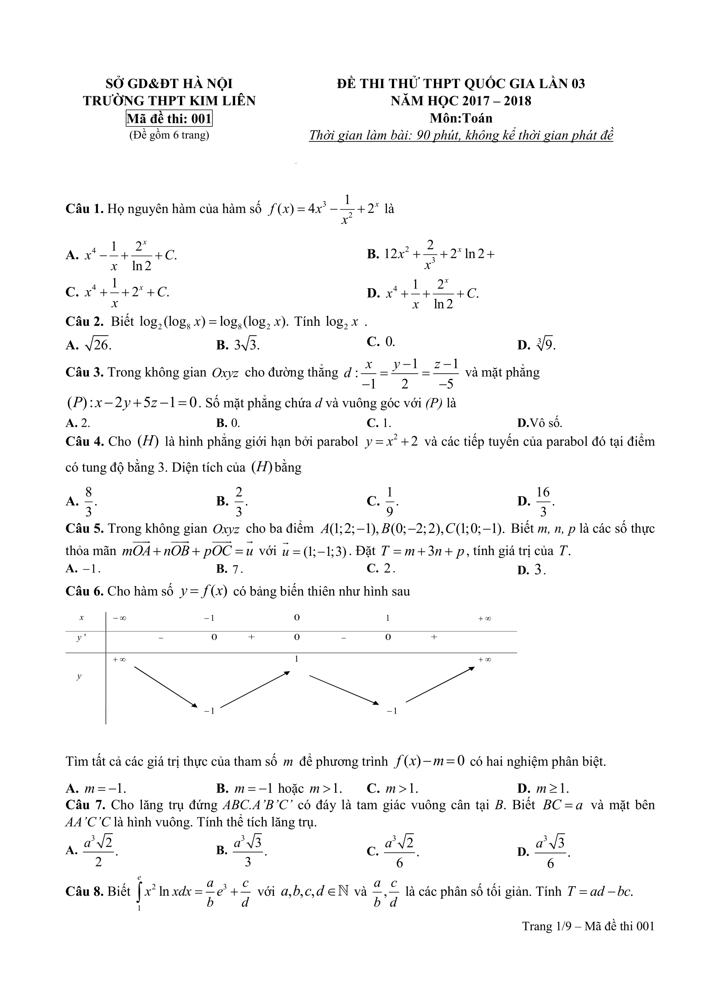 SỞ GD&ĐT HÀ NỘI
TRƯỜNG THPT KIM LIÊN
Mã đề thi: 001
(Đề gồm 6 trang)
ĐỀ THI THỬ THPT QUỐC GIA LẦN 03
NĂM HỌC 2017 – 2018
Môn:Toán
Thời gian làm bài: 90 phút, không kể thời gian phát đề
Câu 1. Họ nguyên hàm của hàm số $f(x)=4x^3-\frac{1}{x^2}+2^x$ là
A. $x^4-\frac{1}{x}+\frac{2^x}{\ln 2}+C.$ B. $12x^2+\frac{2}{x^3}+2^x\ln 2+$
C. $x^4+\frac{1}{x}+2^x+C.$ D. $x^4+\frac{1}{x}+\frac{2^x}{\ln 2}+C.$
Câu 2. Biết $\log_2(\log_8 x)=\log_8(\log_2 x).$ Tính $\log_2 x$ .
A. $\sqrt{26}.$ B. $3\sqrt{3}.$ C. 0. D. $\sqrt[3]{9}.$
Câu 3. Trong không gian Oxyz cho đường thẳng $d:\frac{x}{-1}=\frac{y-1}{2}=\frac{z-1}{-5}$ và mặt phẳng
$(P):x-2y+5z-1=0$. Số mặt phẳng chứa d và vuông góc với (P) là
A. 2. B. 0. C. 1. D.Vô số.
Câu 4. Cho (H) là hình phẳng giới hạn bởi parabol $y=x^2+2$ và các tiếp tuyến của parabol đó tại điểm
có tung độ bằng 3. Diện tích của (H) bằng
A. $\frac{8}{3}.$ B. $\frac{2}{3}.$ C. $\frac{1}{9}.$ D. $\frac{16}{3}.$
Câu 5. Trong không gian Oxyz cho ba điểm $A(1;2;-1),B(0;-2;2),C(1;0;-1).$ Biết m, n, p là các số thực
thỏa mãn $m\overrightarrow{OA}+n\overrightarrow{OB}+p\overrightarrow{OC}=\vec{u}$ với $\vec{u}=(1;-1;3)$. Đặt $T=m+3n+p$, tính giá trị của T.
A. −1. B. 7. C. 2. D. 3.
Câu 6. Cho hàm số $y=f(x)$ có bảng biến thiên như hình sau
x −∞ −1 0 1 +∞
y ' − 0 + 0 − 0 +
+∞ 1 +∞
y
−1 −1
Tìm tất cả các giá trị thực của tham số m để phương trình $f(x)-m=0$ có hai nghiệm phân biệt.
A. $m=-1.$ B. $m=-1$ hoặc $m>1.$ C. $m>1.$ D. $m\geq 1.$
Câu 7. Cho lăng trụ đứng ABC.A’B’C’ có đáy là tam giác vuông cân tại B. Biết $BC=a$ và mặt bên
AA’C’C là hình vuông. Tính thể tích lăng trụ.
A. $\frac{a^3\sqrt{2}}{2}.$ B. $\frac{a^3\sqrt{3}}{3}.$ C. $\frac{a^3\sqrt{2}}{6}.$ D. $\frac{a^3\sqrt{3}}{6}.$
Câu 8. Biết $\int_1^e x^2\ln xdx=\frac{a}{b}e^3+\frac{c}{d}$ với $a,b,c,d\in\mathbb{N}$ và $\frac{a}{b},\frac{c}{d}$ là các phân số tối giản. Tính $T=ad-bc.$
Trang 1/9 – Mã đề thi 001